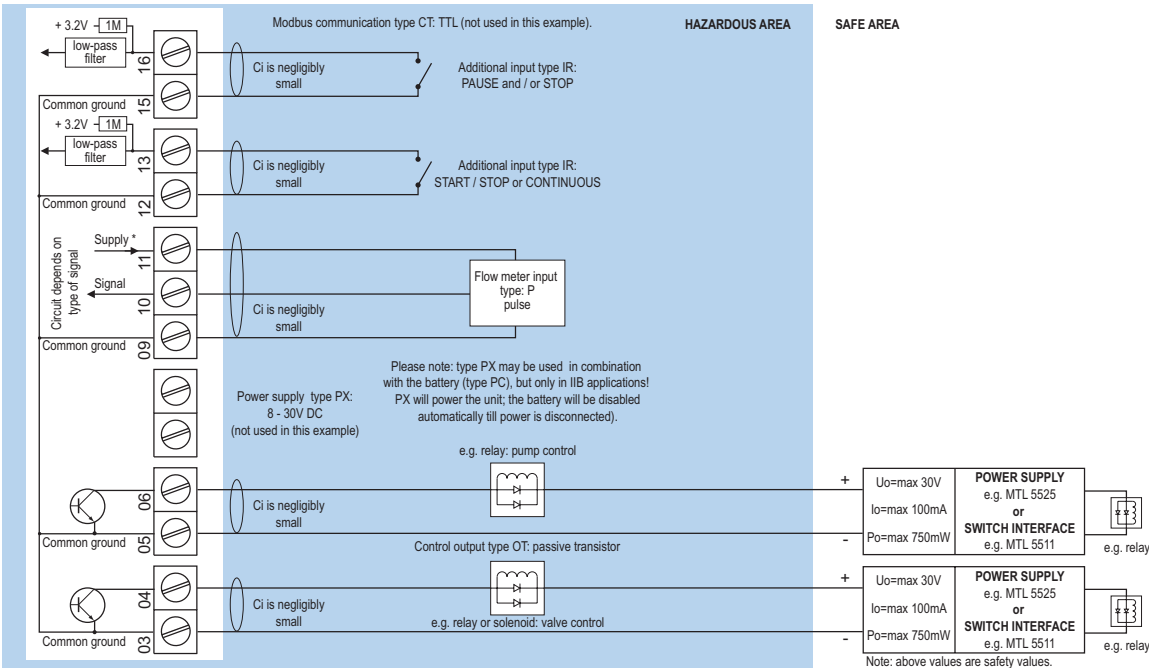 Modbus communication type CT: TTL (not used in this example).
HAZARDOUS AREA
SAFE AREA
+ 3.2V
1M
low-pass
filter
16
Ci is negligibly
small
Additional input type IR:
PAUSE and / or STOP
Common ground
15
+ 3.2V
1M
low-pass
filter
13
Ci is negligibly
small
Additional input type IR:
START / STOP or CONTINUOUS
Common ground
12
Circuit depends on
type of signal
Supply *
11
Signal
10
Flow meter input
type: P
pulse
Ci is negligibly
small
Common ground
09
Please note: type PX may be used in combination
with the battery (type PC), but only in IIB applications!
PX will power the unit; the battery will be disabled
automatically till power is disconnected).
Power supply type PX:
8 - 30V DC
(not used in this example)
e.g. relay: pump control
06
Ci is negligibly
small
Common ground
05
Control output type OT: passive transistor
+
-
Uo=max 30V
Io=max 100mA
Po=max 750mW
POWER SUPPLY
e.g. MTL 5525
or
SWITCH INTERFACE
e.g. MTL 5511
e.g. relay
04
Ci is negligibly
small
e.g. relay or solenoid: valve control
Common ground
03
+
-
Uo=max 30V
Io=max 100mA
Po=max 750mW
POWER SUPPLY
e.g. MTL 5525
or
SWITCH INTERFACE
e.g. MTL 5511
e.g. relay
Note: above values are safety values.